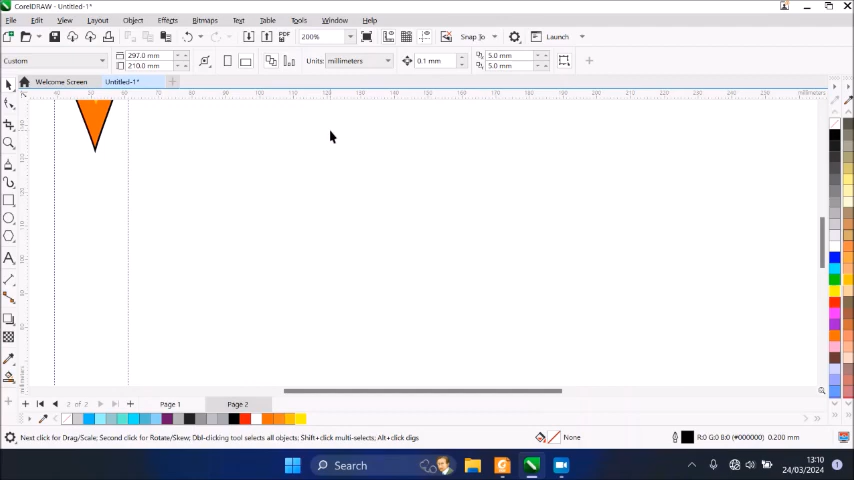 CorelDRAW - Untitled-1*
File Edit View Layout Object Effects Bitmaps Text Table Tools Window Help
PDF 200% Snap To Launch
Custom 297.0 mm 210.0 mm Units: millimeters 0.1 mm 5.0 mm 5.0 mm
Welcome Screen Untitled-1*
millimeters
millimeters
2 of 2 Page 1 Page 2
Next click for Drag/Scale; Second click for Rotate/Skew; Dbl-clicking tool selects all objects; Shift+click multi-selects; Alt+click digs None R:0 G:0 B:0 (#000000) 0.200 mm
Search 13:10
24/03/2024